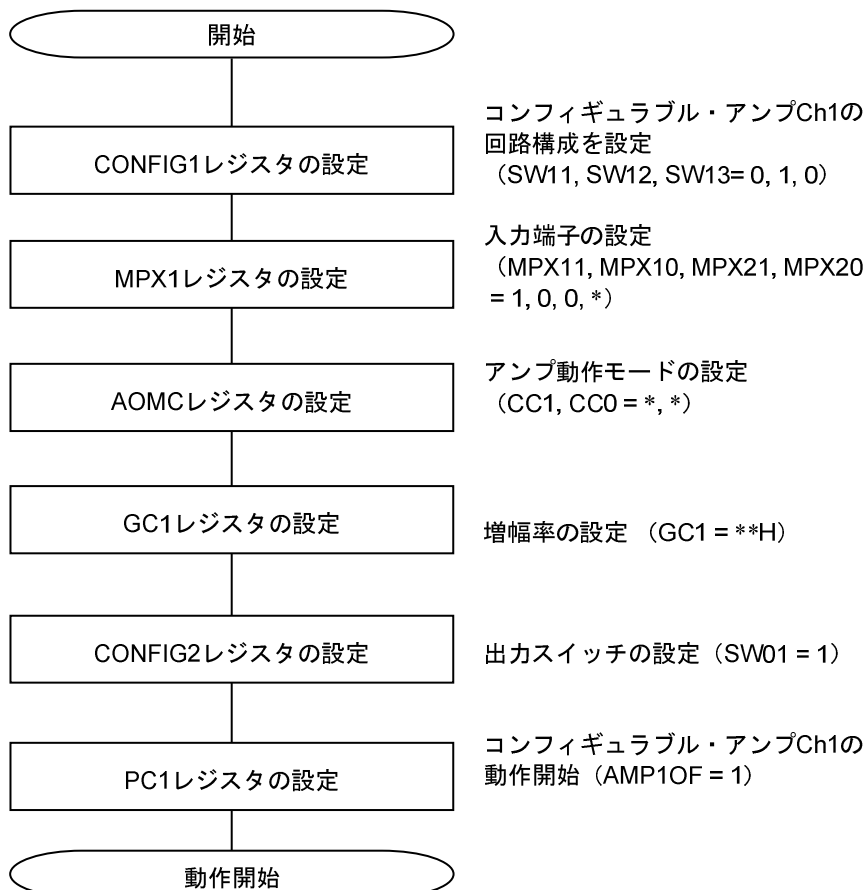 開始
CONFIG1レジスタの設定
コンフィギュラブル・アンプCh1の
回路構成を設定
（SW11, SW12, SW13= 0, 1, 0）
MPX1レジスタの設定
入力端子の設定
（MPX11, MPX10, MPX21, MPX20
= 1, 0, 0, *）
AOMCレジスタの設定
アンプ動作モードの設定
（CC1, CC0 = *, *）
GC1レジスタの設定
増幅率の設定 （GC1 = **H）
CONFIG2レジスタの設定
出力スイッチの設定（SW01 = 1）
PC1レジスタの設定
コンフィギュラブル・アンプCh1の
動作開始（AMP1OF = 1）
動作開始